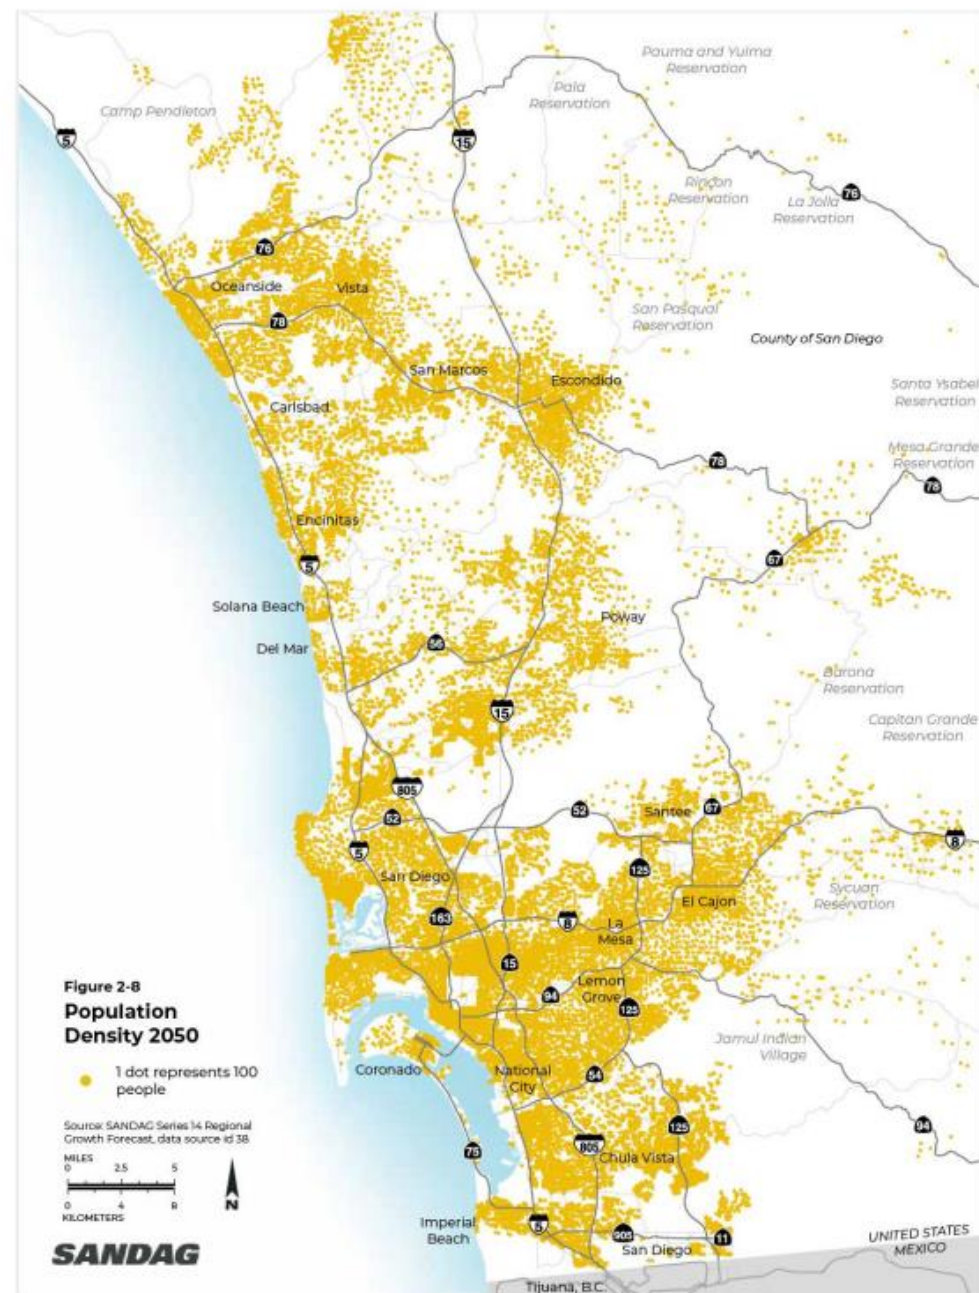 Pauma and Yuima
Reservation
Pala
Reservation
Camp Pendleton
5
15
76
Rincon
Reservation
La Jolla
Reservation
76
Oceanside
Vista
78
San Pasqual
Reservation
County of San Diego
San Marcos
Escondido
Santa Ysabel
Reservation
Carlsbad
78
Mesa Grande
Reservation
78
Encinitas
5
67
Solana Beach
Poway
Del Mar
56
Barona
Reservation
15
Capitan Grande
Reservation
805
52
52
Santee
67
8
5
125
San Diego
El Cajon
Sycuan
Reservation
163
8
La
Mesa
15
94
Lemon
Grove
125
Figure 2-8
Population
Density 2050
1 dot represents 100
people
Jamul Indian
Village
Coronado
National
City
54
Source: SANDAG Series 14 Regional
Growth Forecast, data source id 38
125
94
805
Chula Vista
75
MILES
0 2.5 5
0 4 8
KILOMETERS
N
Imperial
Beach
5
905
San Diego
11
UNITED STATES
MEXICO
SANDAG
Tijuana, B.C.